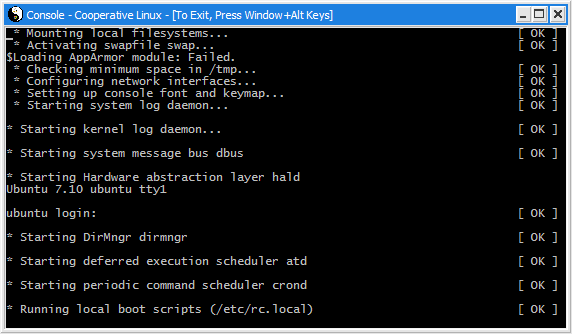 Console - Cooperative Linux - [To Exit, Press Window+Alt Keys]
* Mounting local filesystems... [ OK ]
* Activating swapfile swap... [ OK ]
$Loading AppArmor module: Failed.
* Checking minimum space in /tmp... [ OK ]
* Configuring network interfaces... [ OK ]
* Setting up console font and keymap... [ OK ]
* Starting system log daemon... [ OK ]
* Starting kernel log daemon... [ OK ]
* Starting system message bus dbus [ OK ]
* Starting Hardware abstraction layer hald
Ubuntu 7.10 ubuntu tty1
ubuntu login: [ OK ]
* Starting DirMngr dirmngr [ OK ]
* Starting deferred execution scheduler atd [ OK ]
* Starting periodic command scheduler crond [ OK ]
* Running local boot scripts (/etc/rc.local) [ OK ]